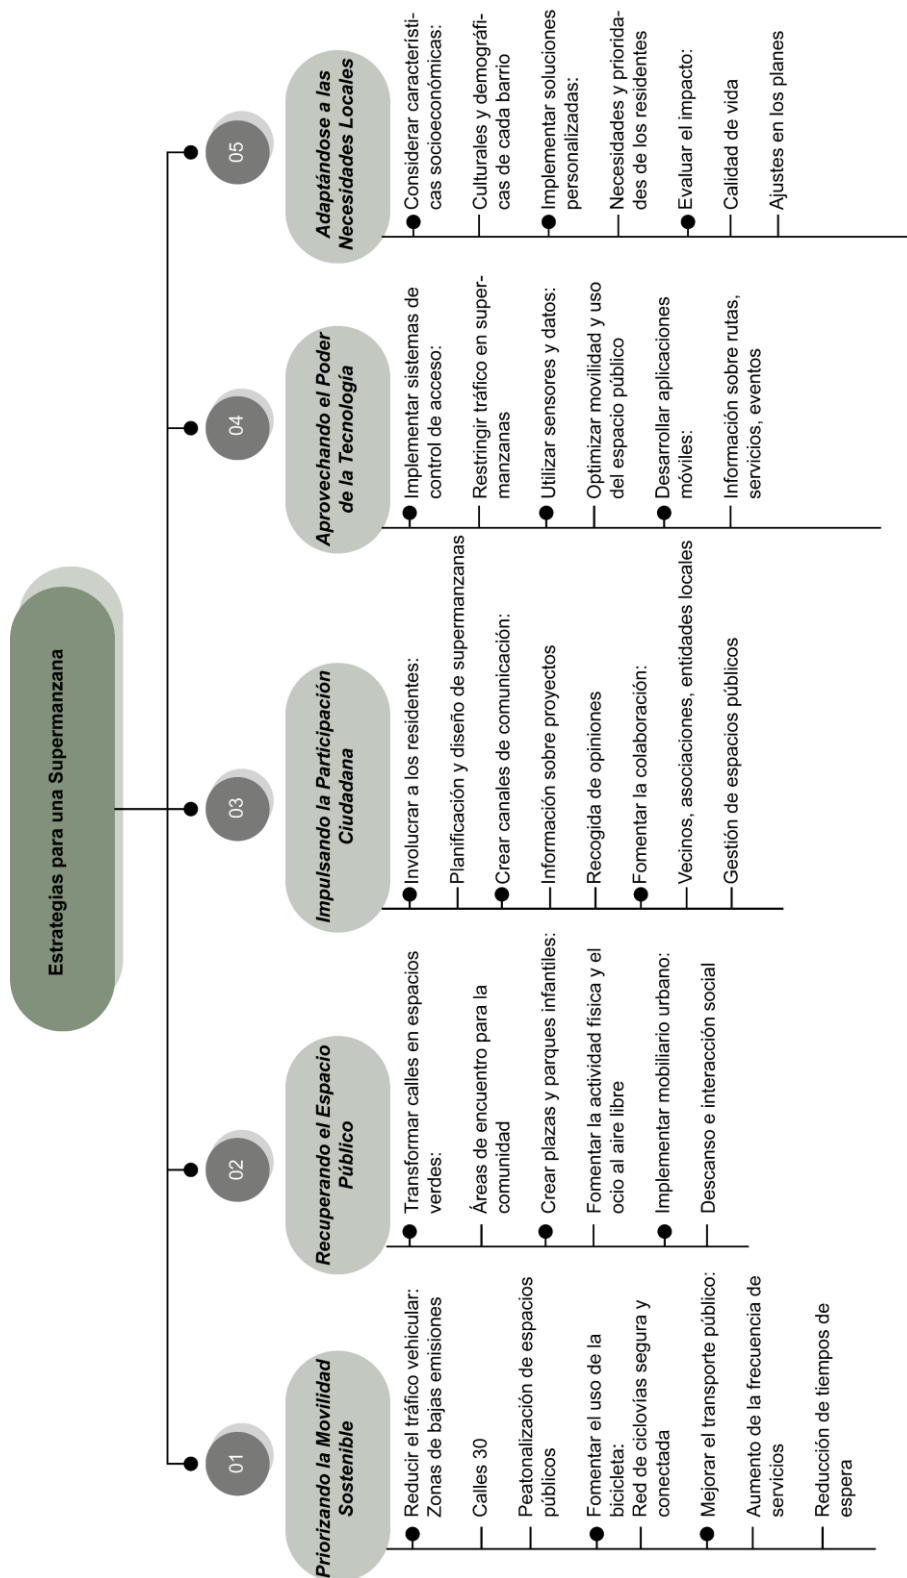 Estrategias para una Supermanzana
01
Priorizando la Movilidad
Sostenible
Reducir el tráfico vehicular:
Zonas de bajas emisiones
Calles 30
Peatonalización de espacios
públicos
Fomentar el uso de la
bicicleta:
Red de ciclovías segura y
conectada
Mejorar el transporte público:
Aumento de la frecuencia de
servicios
Reducción de tiempos de
espera
02
Recuperando el Espacio
Público
Transformar calles en espacios
verdes:
Áreas de encuentro para la
comunidad
Crear plazas y parques infantiles:
Fomentar la actividad física y el
ocio al aire libre
Implementar mobiliario urbano:
Descanso e interacción social
03
Impulsando la Participación
Ciudadana
Involucrar a los residentes:
Planificación y diseño de supermanzanas
Crear canales de comunicación:
Información sobre proyectos
Recogida de opiniones
Fomentar la colaboración:
Vecinos, asociaciones, entidades locales
Gestión de espacios públicos
04
Aprovechando el Poder
de la Tecnología
Implementar sistemas de
control de acceso:
Restringir tráfico en super-
manzanas
Utilizar sensores y datos:
Optimizar movilidad y uso
del espacio público
Desarrollar aplicaciones
móviles:
Información sobre rutas,
servicios, eventos
05
Adaptándose a las
Necesidades Locales
Considerar característi-
cas socioeconómicas:
Culturales y demográfi-
cas de cada barrio
Implementar soluciones
personalizadas:
Necesidades y priorida-
des de los residentes
Evaluar el impacto:
Calidad de vida
Ajustes en los planes